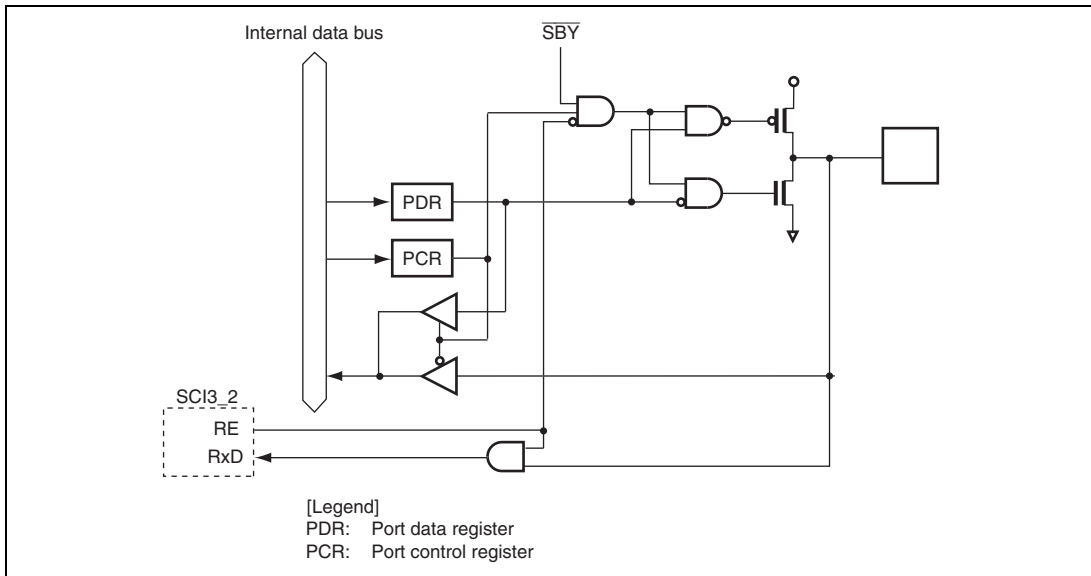 Internal data bus
SBY
PDR
PCR
SCI3_2
RE
RxD
[Legend]
PDR: Port data register
PCR: Port control register